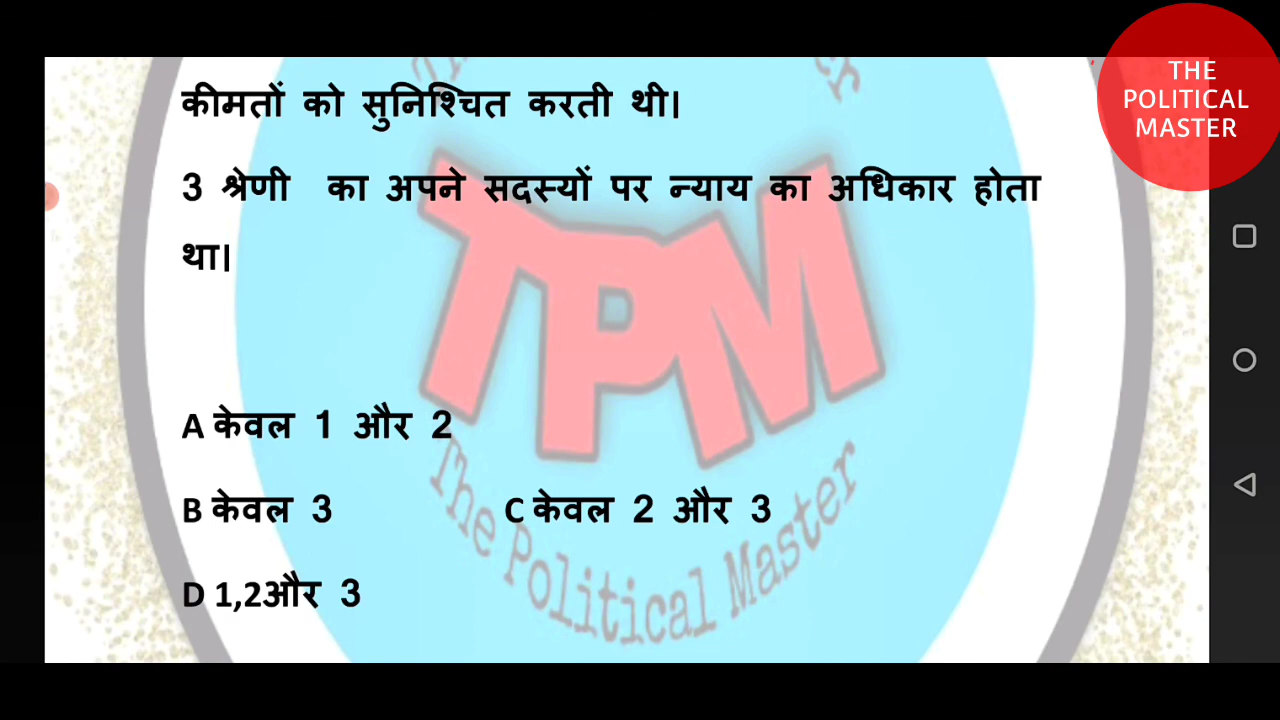 THE
POLITICAL
MASTER
कीमतों को सुनिश्चित करती थी।
3 श्रेणी का अपने सदस्यों पर न्याय का अधिकार होता
था।
TPM
A केवल 1 और 2
B केवल 3 C केवल 2 और 3
D 1,2और 3
The Political Master